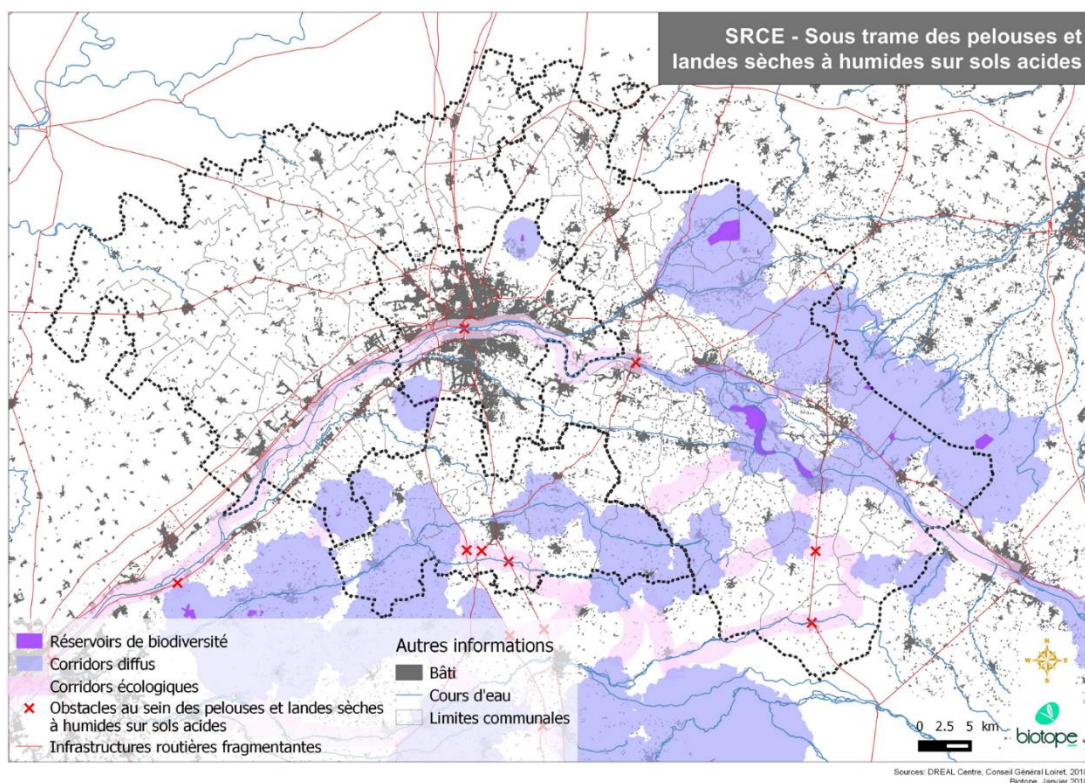 SRCE - Sous trame des pelouses et
landes sèches à humides sur sols acides
Réservoirs de biodiversité
Corridors diffus
Corridors écologiques
Obstacles au sein des pelouses et landes sèches
à humides sur sols acides
Infrastructures routières fragmentantes
Autres informations
Bâti
Cours d'eau
Limites communales
N
W
E
S
0 2.5 5 km
biotope
Sources: DREAL Centre, Conseil Général Loiret,
Biotope, Janvier